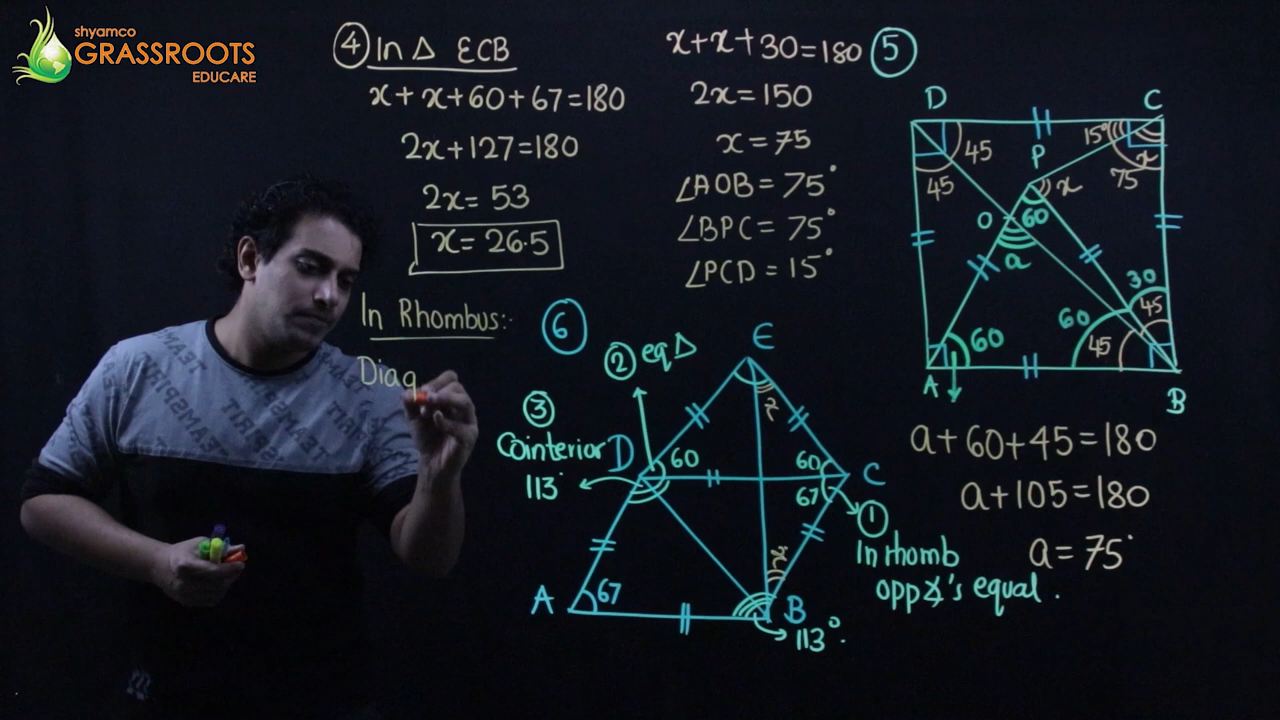 shyamco
GRASSROOTS
EDUCARE
4 In Δ ECB
x+x+60+67=180
2x+127=180
2x=53
x=26.5
In Rhombus:-
Diag
x+x+30=180
2x=150
x=75
∠AOB=75°
∠BPC=75°
∠PCD=15°
5
D
C
P
O
A
B
45
45
15°
x
75
x
60
a
30
45
60
45
60
a+60+45=180
a+105=180
a=75°
6
2 eq Δ
3
Cointerior
113°
E
D
C
A
B
x
60
60
67
x
67
113°.
1
In rhomb
opp ∡'s equal.